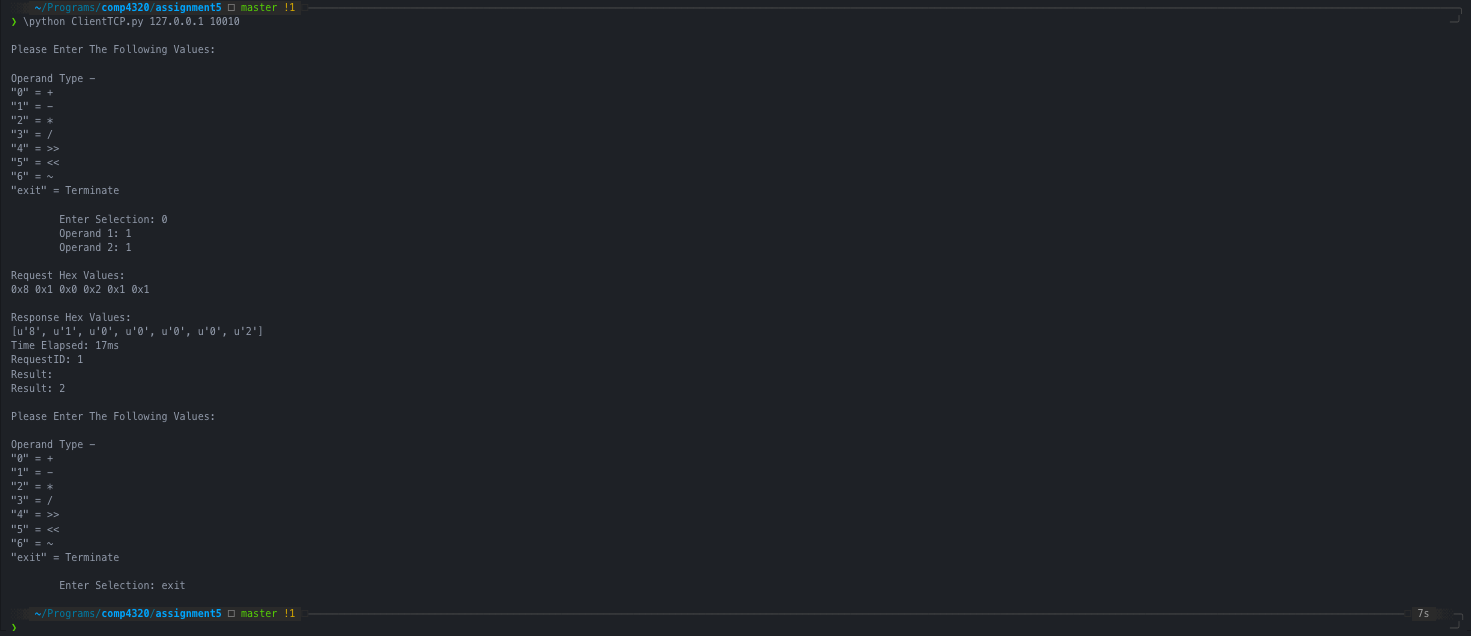 ~/Programs/comp4320/assignment5 □ master !1
❯ \python ClientTCP.py 127.0.0.1 10010
Please Enter The Following Values:
Operand Type -
"0" = +
"1" = -
"2" = *
"3" = /
"4" = >>
"5" = <<
"6" = ~
"exit" = Terminate
Enter Selection: 0
Operand 1: 1
Operand 2: 1
Request Hex Values:
0x8 0x1 0x0 0x2 0x1 0x1
Response Hex Values:
[u'8', u'1', u'0', u'0', u'0', u'0', u'2']
Time Elapsed: 17ms
RequestID: 1
Result:
Result: 2
Please Enter The Following Values:
Operand Type -
"0" = +
"1" = -
"2" = *
"3" = /
"4" = >>
"5" = <<
"6" = ~
"exit" = Terminate
Enter Selection: exit
~/Programs/comp4320/assignment5 □ master !1 7s
❯